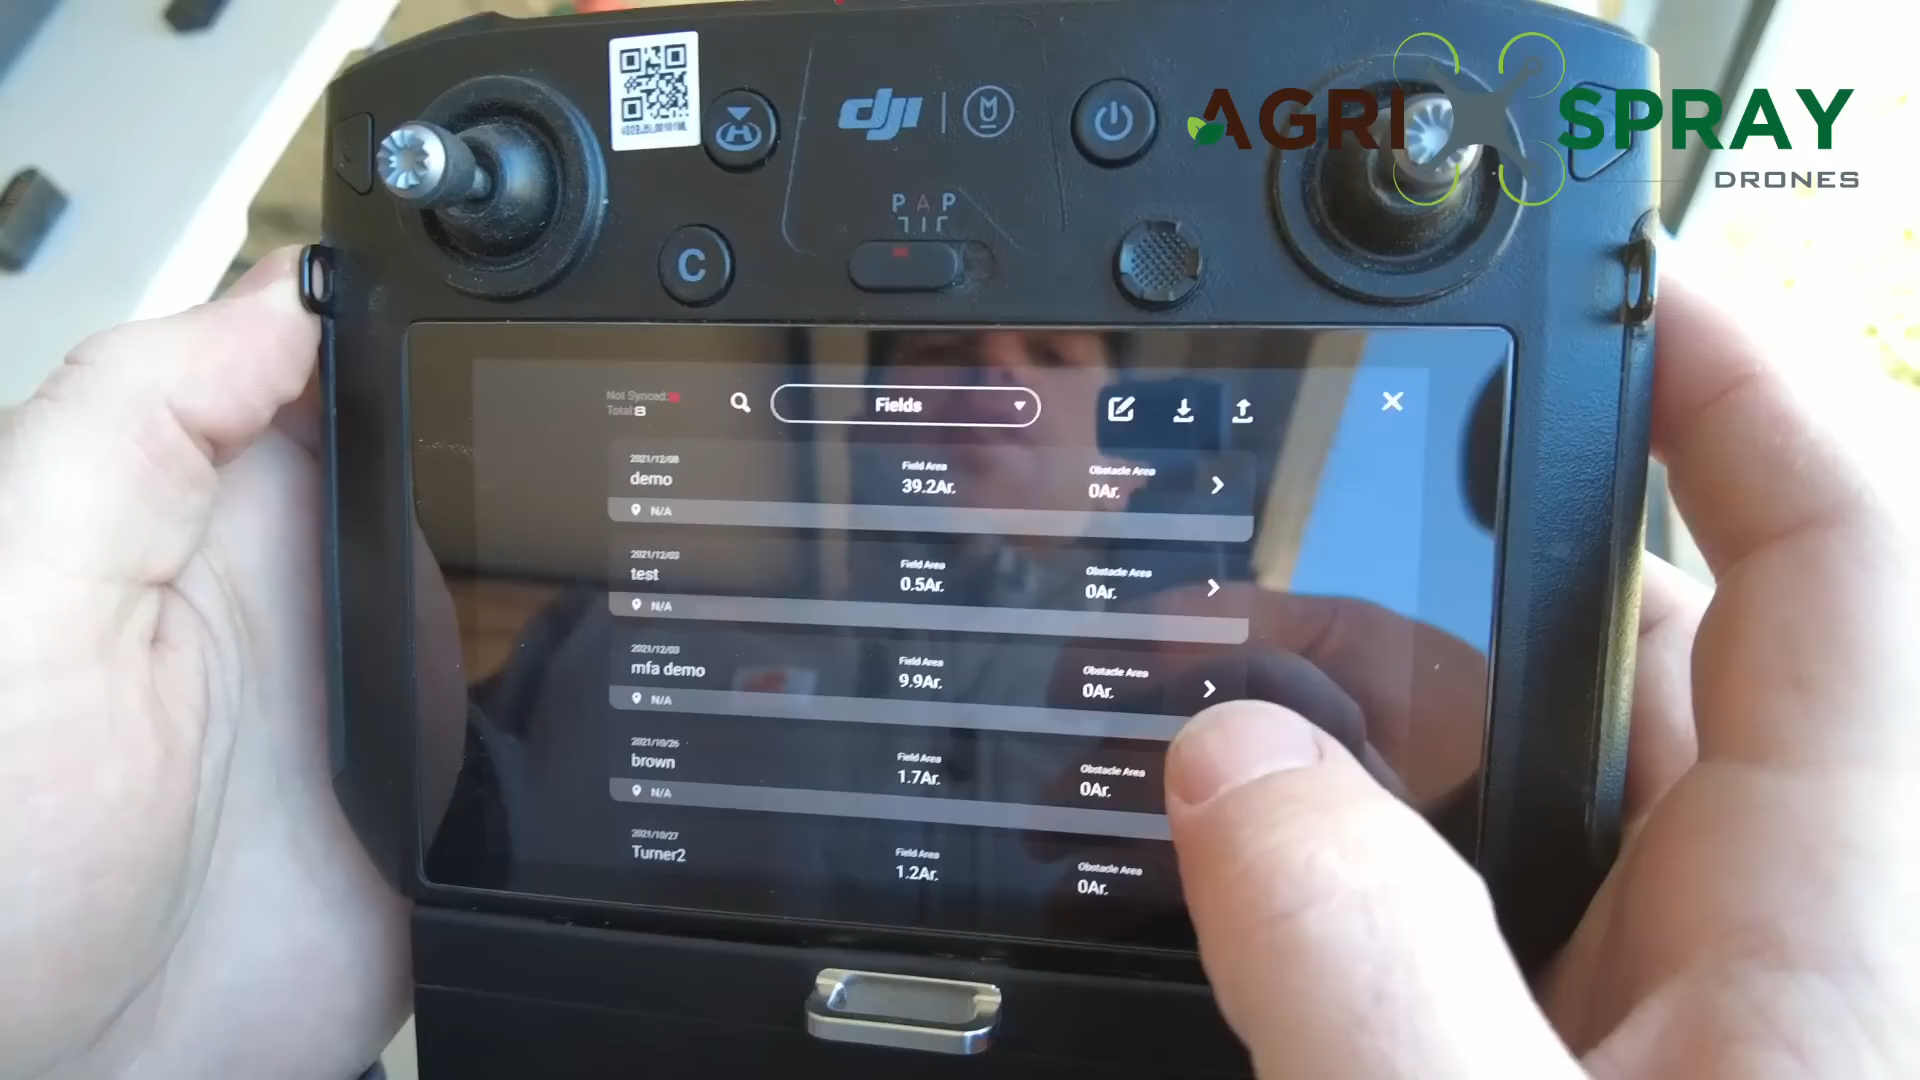 dji
AGRI SPRAY
DRONES
P A P
C
Not Synced:
Total:8
Fields
2021/12/08
demo
Field Area
39.2Ar.
Obstacle Area
0Ar.
N/A
2021/12/03
test
Field Area
0.5Ar.
Obstacle Area
0Ar.
N/A
2021/12/03
mfa demo
Field Area
9.9Ar.
Obstacle Area
0Ar.
N/A
2021/10/26
brown
Field Area
1.7Ar.
Obstacle Area
0Ar.
N/A
2021/10/27
Turner2
Field Area
1.2Ar.
Obstacle Area
0Ar.